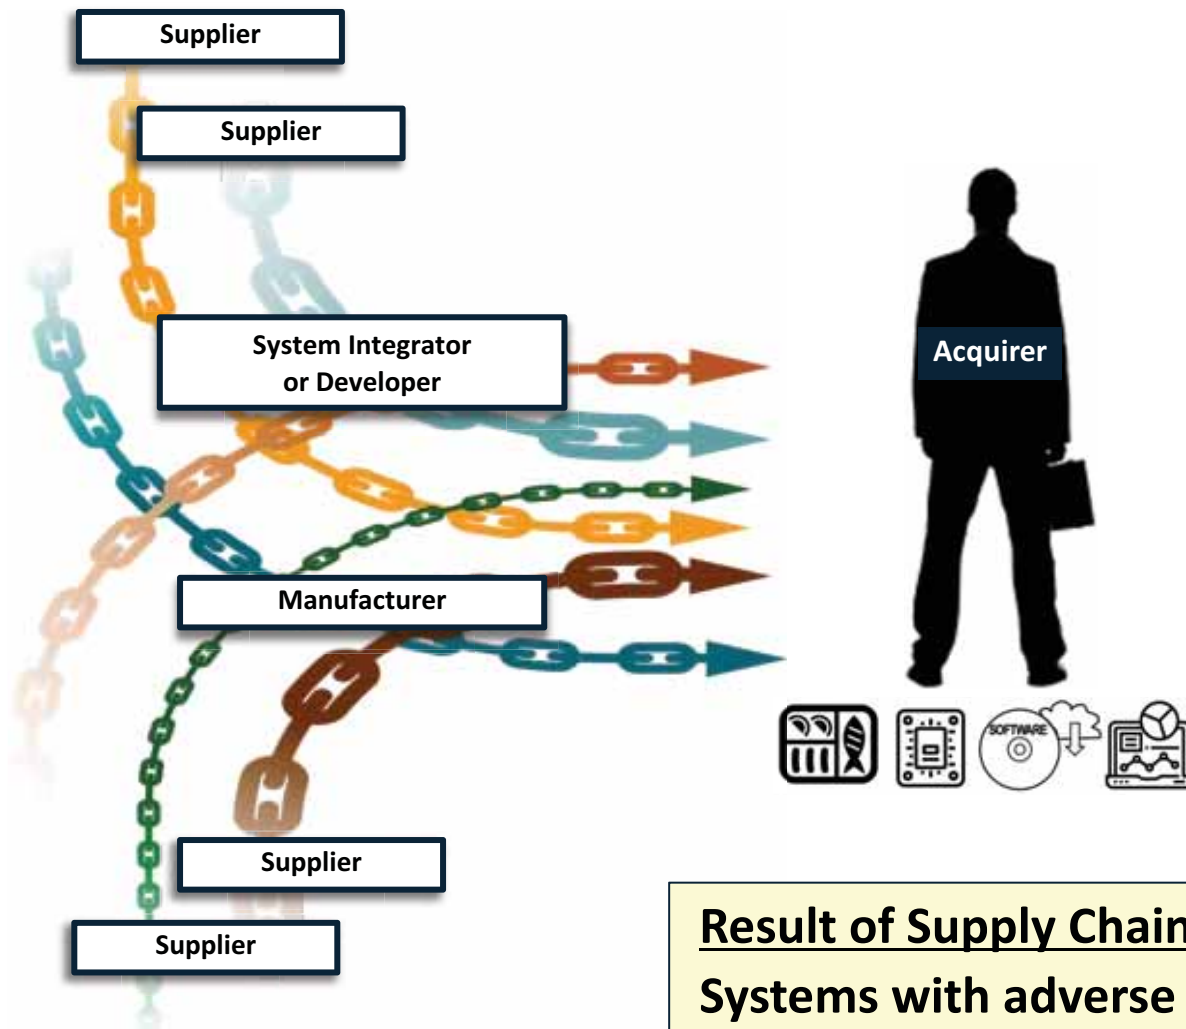 Supplier
Supplier
System Integrator
or Developer
Acquirer
Manufacturer
SOFTWARE
Supplier
Supplier
Result of Supply Chain
Systems with adverse